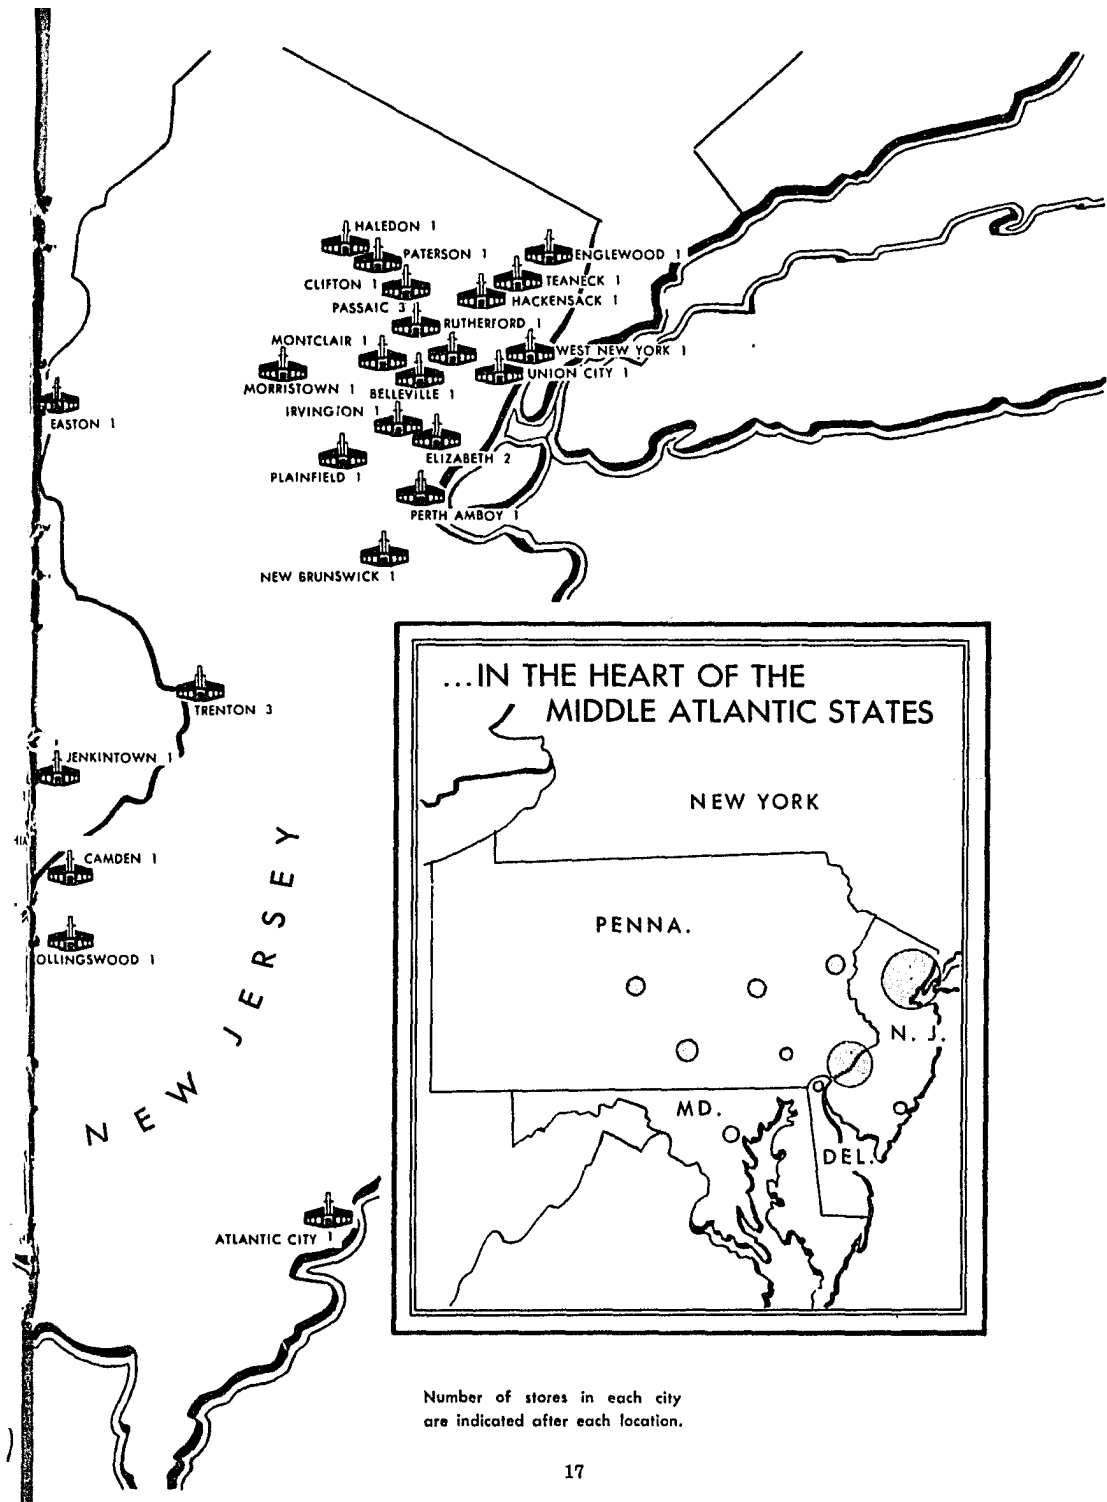 HALEDON 1
PATERSON 1
ENGLEWOOD 1
CLIFTON 1
TEANECK 1
HACKENSACK 1
PASSAIC 3
RUTHERFORD 1
MONTCLAIR 1
WEST NEW YORK 1
UNION CITY 1
MORRISTOWN 1
BELLEVILLE 1
IRVINGTON 1
EASTON 1
ELIZABETH 2
PLAINFIELD 1
PERTH AMBOY 1
NEW BRUNSWICK 1
TRENTON 3
JENKINTOWN 1
HIA
CAMDEN 1
OLLINGSWOOD 1
NEW JERSEY
ATLANTIC CITY 1
...IN THE HEART OF THE
MIDDLE ATLANTIC STATES
NEW YORK
PENNA.
N. J.
MD.
DEL.
Number of stores in each city
are indicated after each location.
17